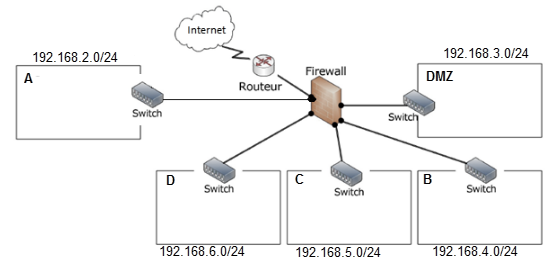 Internet
192.168.2.0/24
192.168.3.0/24
A
Routeur
Firewall
DMZ
Switch
Switch
D
Switch
C
Switch
B
Switch
192.168.6.0/24
192.168.5.0/24
192.168.4.0/24